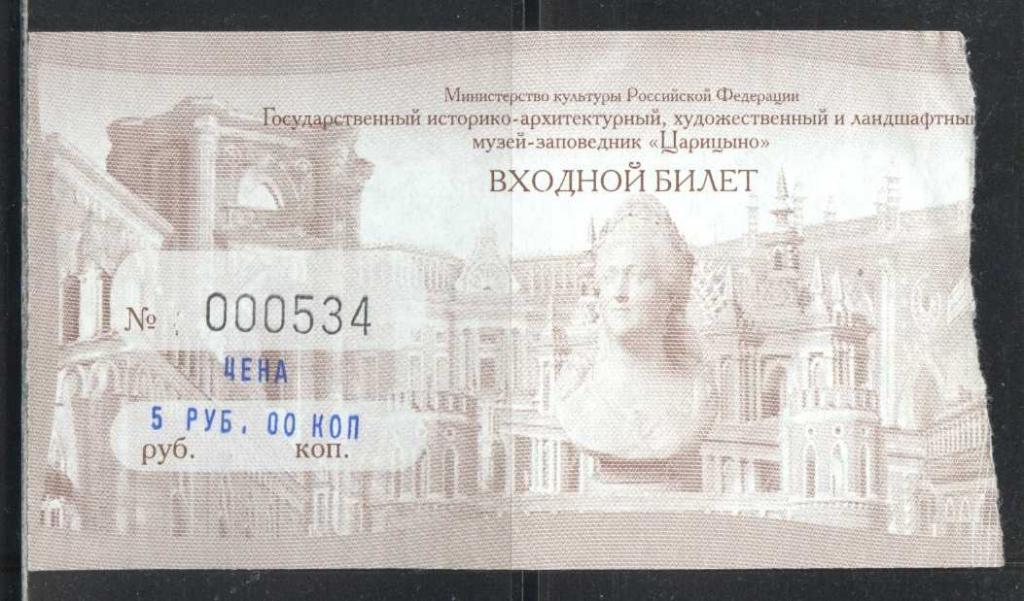 Министерство культуры Российской Федерации
Государственный историко-архитектурный, художественный и ландшафтны
музей-заповедник «Царицыно»
ВХОДНОЙ БИЛЕТ
№ 000534
ЦЕНА
5 РУБ. 00 КОП
руб. коп.